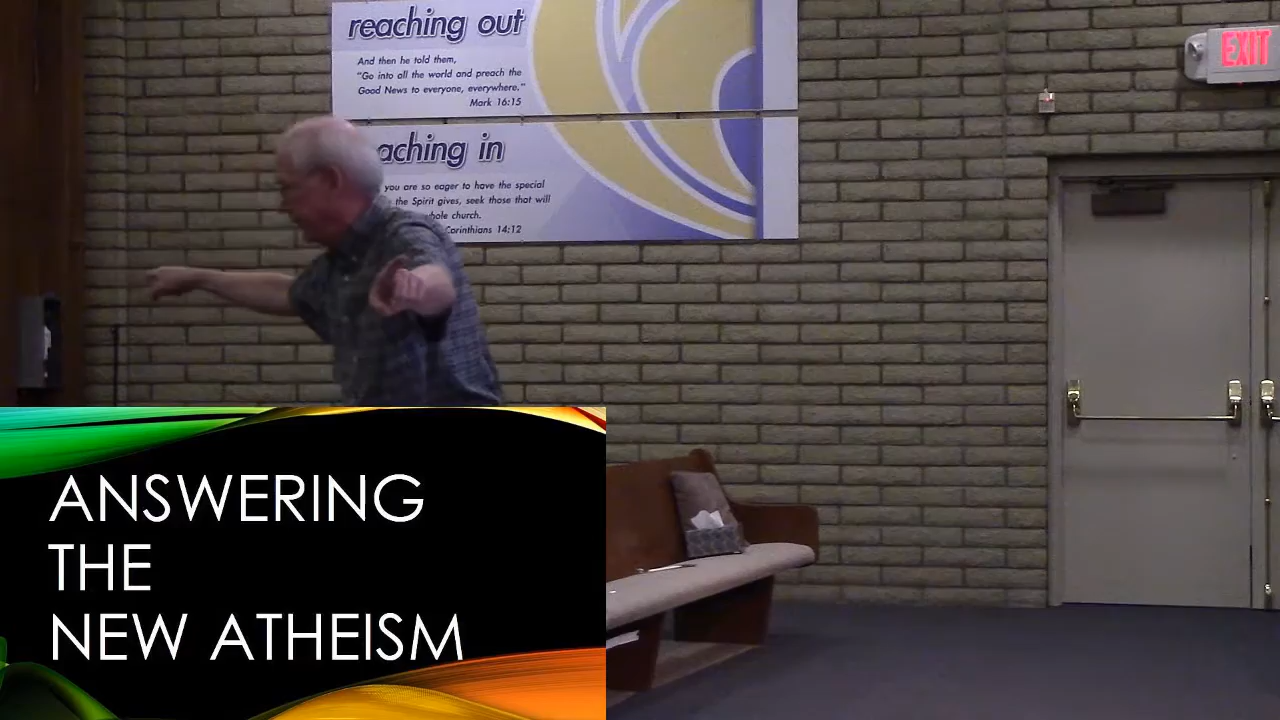 reaching out
And then he told them,
"Go into all the world and preach the
Good News to everyone, everywhere."
Mark 16:15
aching in
you are so eager to have the special
the Spirit gives, seek those that will
whole church.
Corinthians 14:12
EXIT
ANSWERING
THE
NEW ATHEISM